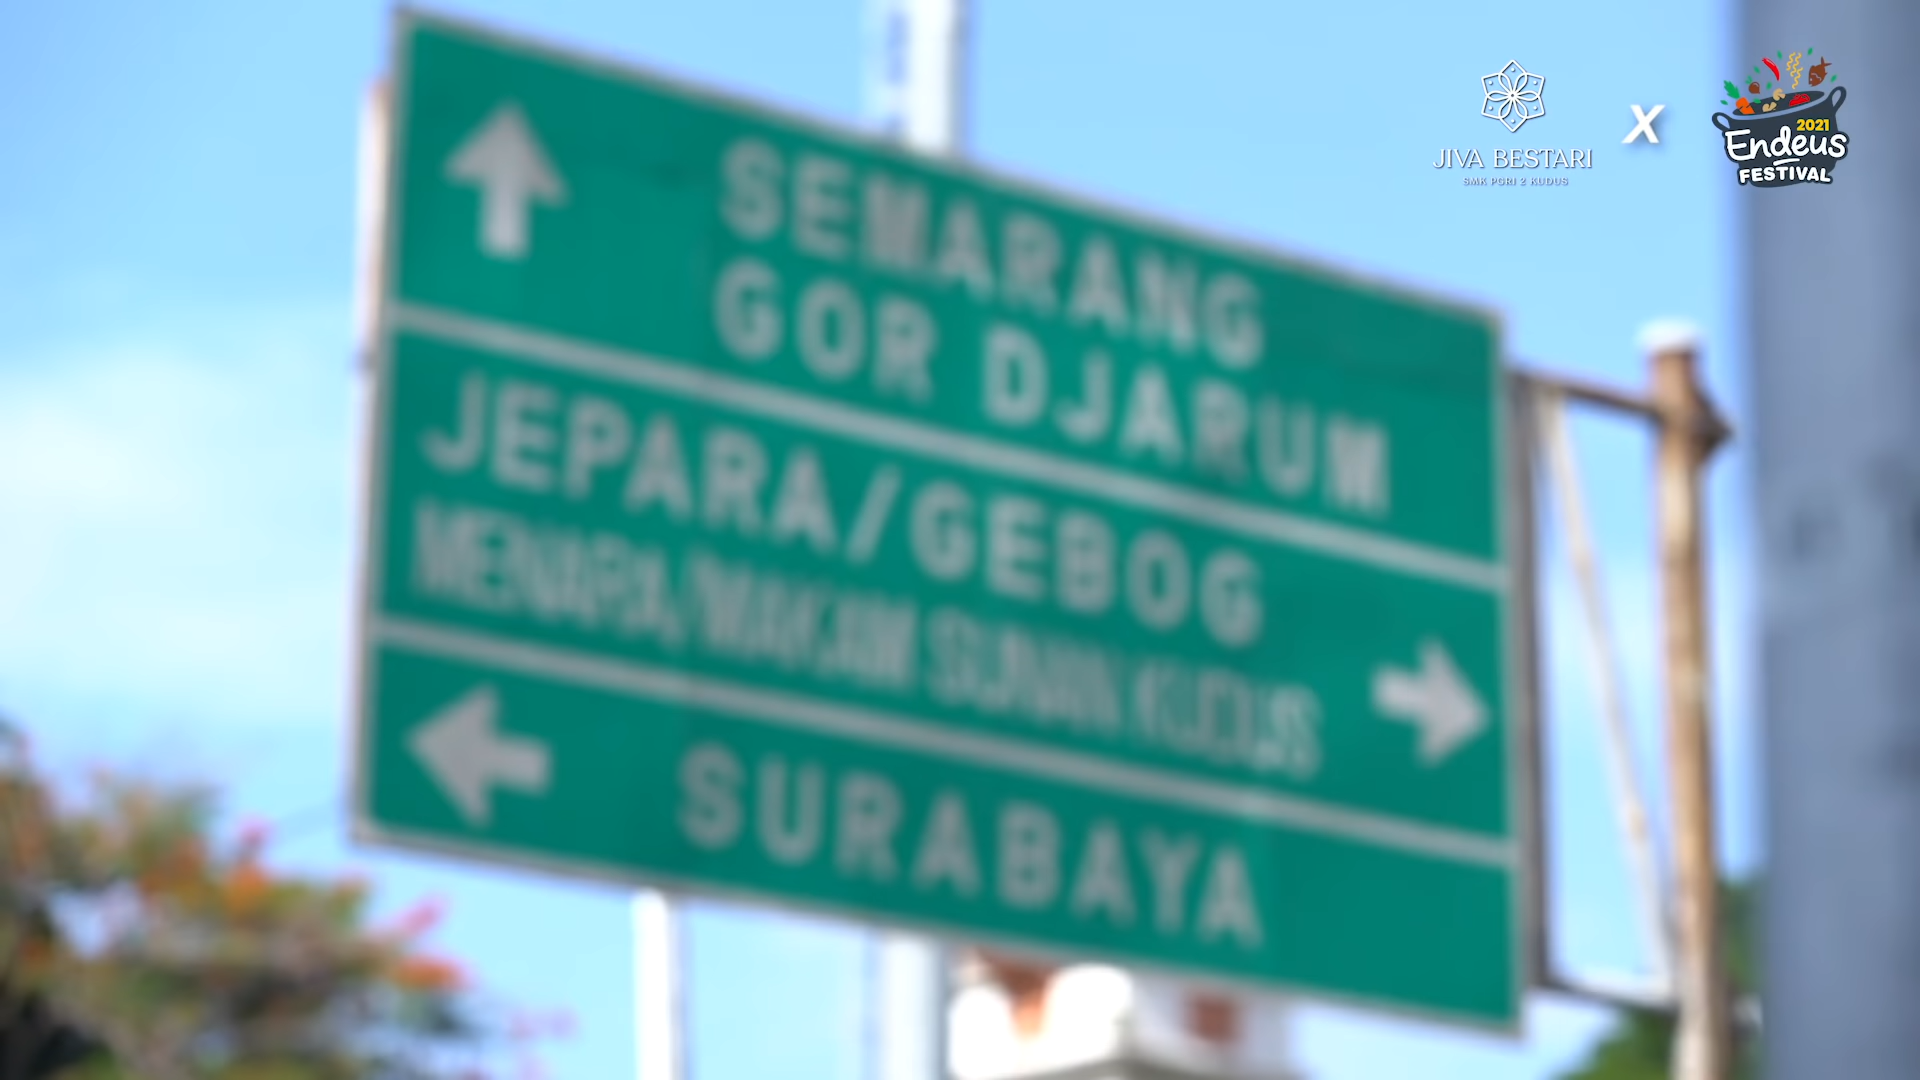 SEMARANG
GOR DJARUM
JEPARA/GEBOG
MENARA/MAKAM SUNAN KUDUS
SURABAYA
JIVA BESTARI
SMK PGRI 2 KUDUS
X
2021
Endeus
FESTIVAL